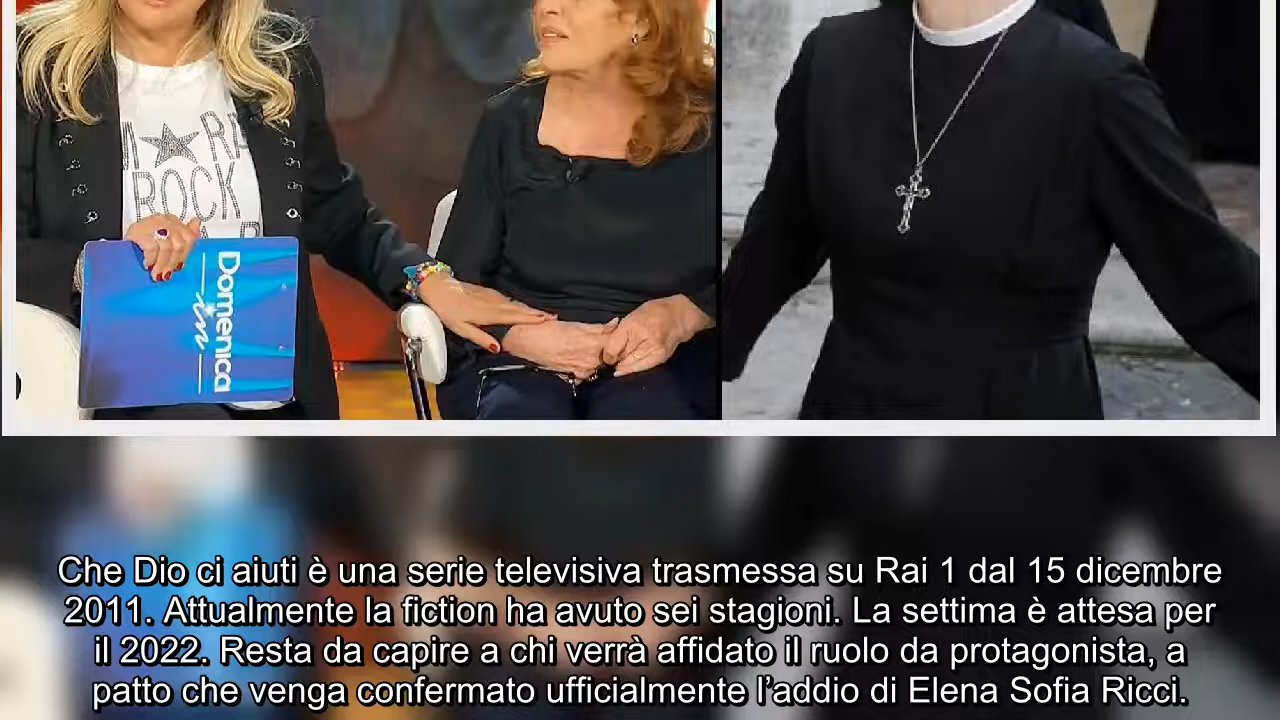 ROCK
Domenica
in
Che Dio ci aiuti è una serie televisiva trasmessa su Rai 1 dal 15 dicembre
2011. Attualmente la fiction ha avuto sei stagioni. La settima è attesa per
il 2022. Resta da capire a chi verrà affidato il ruolo da protagonista, a
patto che venga confermato ufficialmente l’addio di Elena Sofia Ricci.